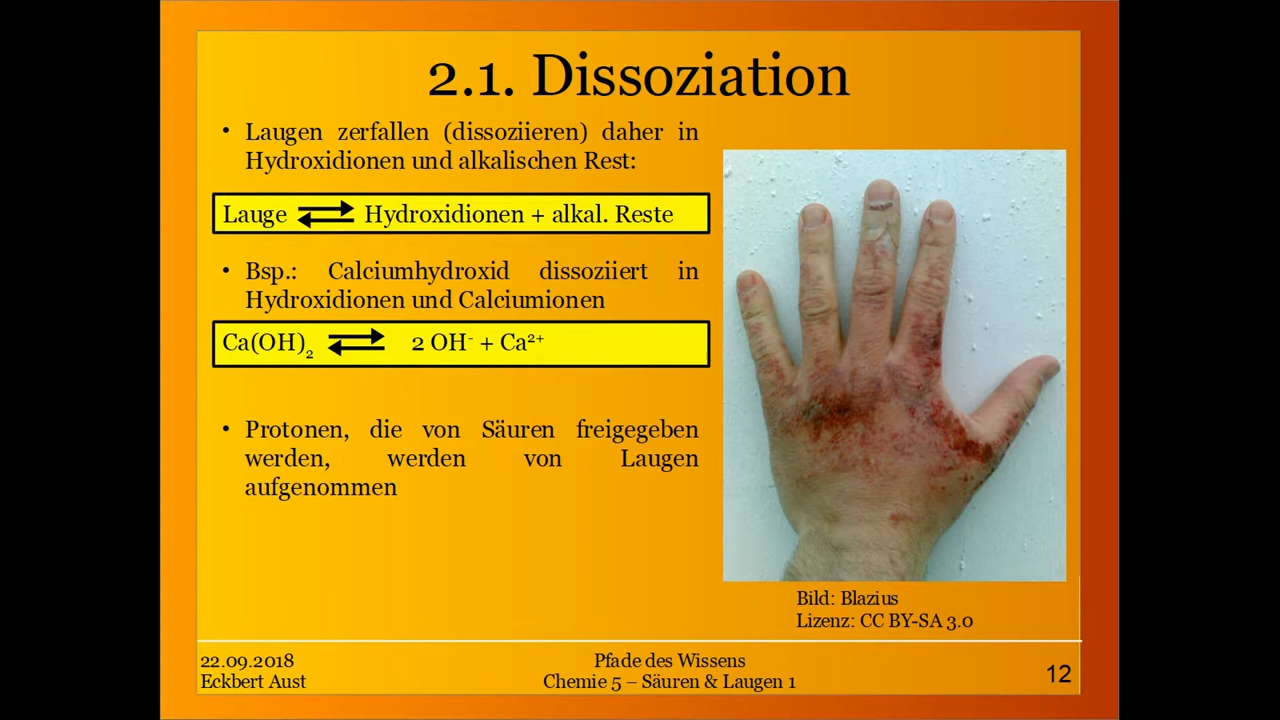 2.1. Dissoziation
• Laugen zerfallen (dissoziieren) daher in
Hydroxidionen und alkalischen Rest:
Lauge ⇌ Hydroxidionen + alkal. Reste
• Bsp.: Calciumhydroxid dissoziiert in
Hydroxidionen und Calciumionen
Ca(OH)₂ ⇌ 2 OH⁻ + Ca²⁺
• Protonen, die von Säuren freigegeben
werden, werden von Laugen
aufgenommen
Bild: Blazius
Lizenz: CC BY-SA 3.0
22.09.2018
Eckbert Aust
Pfade des Wissens
Chemie 5 – Säuren & Laugen 1
12